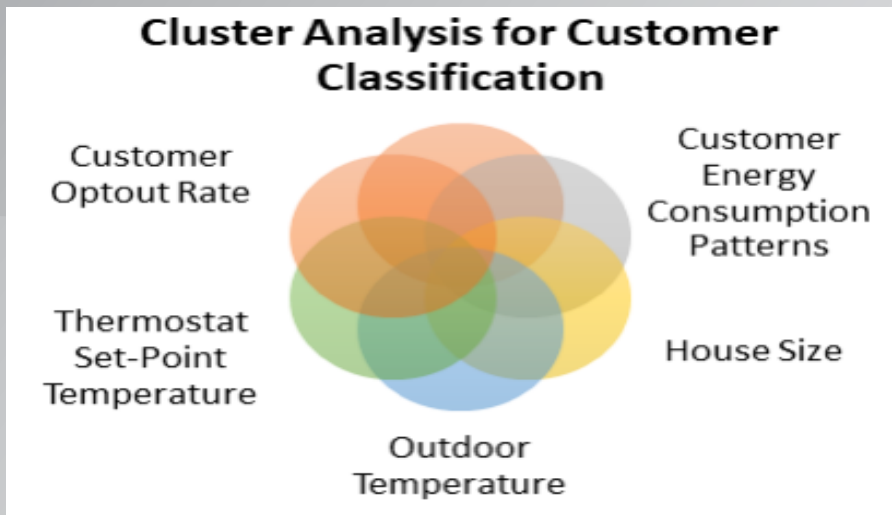 Cluster Analysis for Customer
Classification
Customer
Optout Rate
Customer
Energy
Consumption
Patterns
Thermostat
Set-Point
Temperature
House Size
Outdoor
Temperature